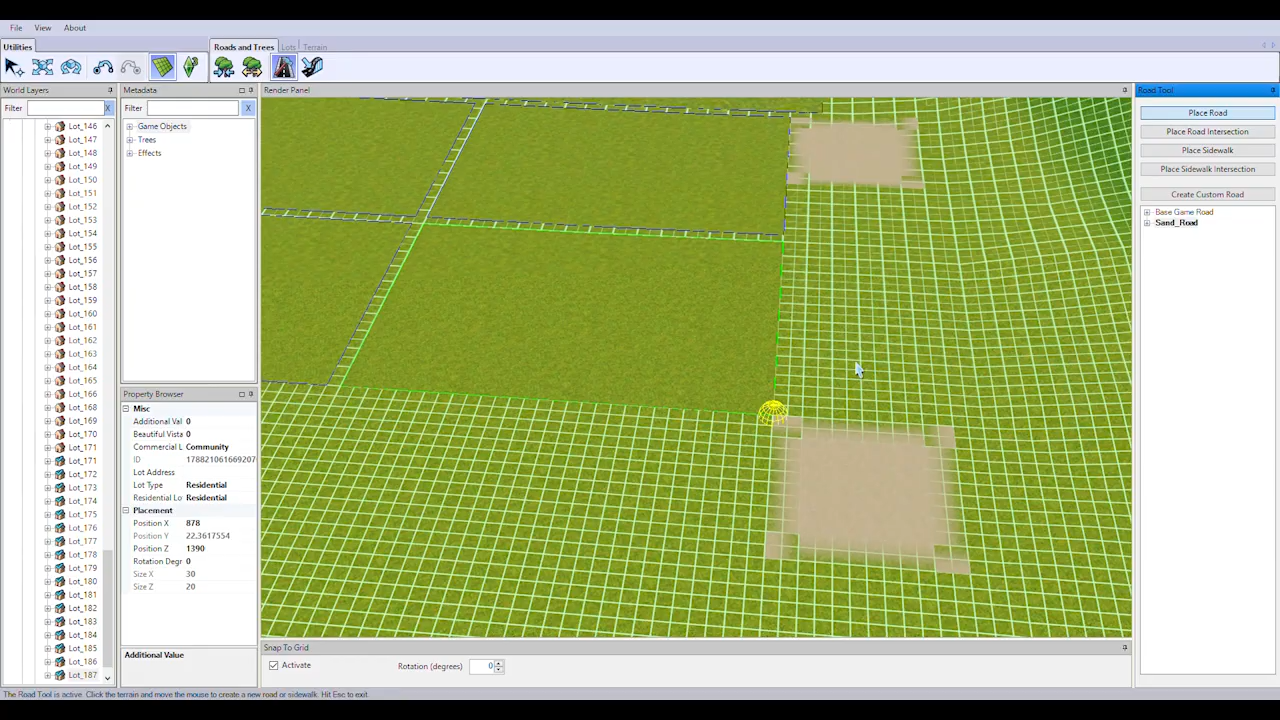 File View About
Utilities
Roads and Trees Lots Terrain
World Layers
Filter X
Lot_146
Lot_147
Lot_148
Lot_149
Lot_150
Lot_151
Lot_152
Lot_153
Lot_154
Lot_155
Lot_156
Lot_157
Lot_158
Lot_159
Lot_160
Lot_161
Lot_162
Lot_163
Lot_164
Lot_165
Lot_166
Lot_167
Lot_168
Lot_169
Lot_170
Lot_171
Lot_171
Lot_172
Lot_173
Lot_174
Lot_175
Lot_176
Lot_177
Lot_178
Lot_179
Lot_180
Lot_181
Lot_182
Lot_183
Lot_184
Lot_185
Lot_186
Lot_187
Metadata
Filter X
Game Objects
Trees
Effects
Property Browser
Misc
Additional Val 0
Beautiful Vista 0
Commercial L Community
ID 178821061669207
Lot Address
Lot Type Residential
Residential Lo Residential
Placement
Position X 878
Position Y 22.3617554
Position Z 1390
Rotation Degr 0
Size X 30
Size Z 20
Additional Value
Render Panel
Snap To Grid
Activate Rotation (degrees) 0
Road Tool
Place Road
Place Road Intersection
Place Sidewalk
Place Sidewalk Intersection
Create Custom Road
Base Game Road
Sand_Road
The Road Tool is active. Click the terrain and move the mouse to create a new road or sidewalk. Hit Esc to exit.